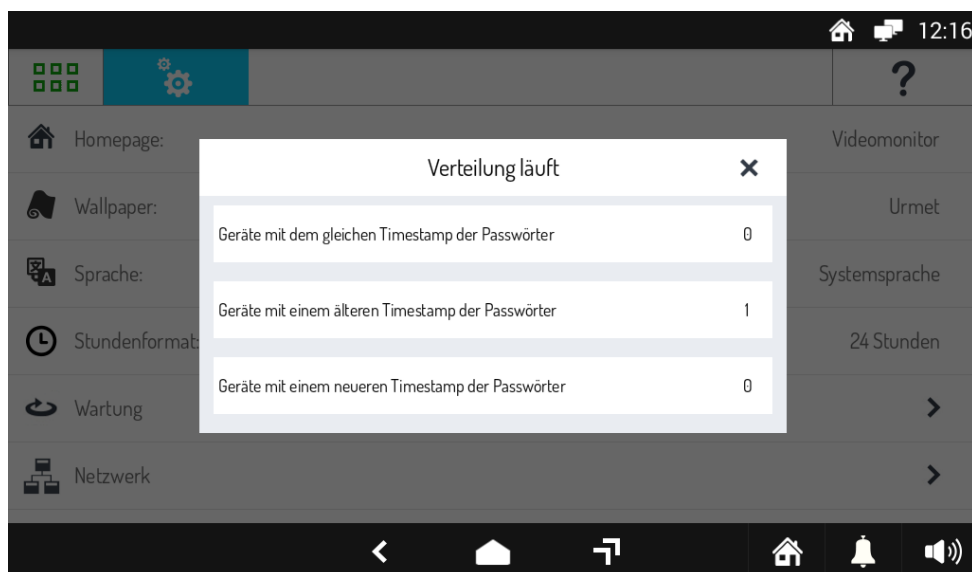 12:16
?
Homepage: Videomonitor
Verteilung läuft
Wallpaper: Urmet
Geräte mit dem gleichen Timestamp der Passwörter 0
Sprache: Systemsprache
Geräte mit einem älteren Timestamp der Passwörter 1
Stundenformat: 24 Stunden
Geräte mit einem neueren Timestamp der Passwörter 0
Wartung
Netzwerk